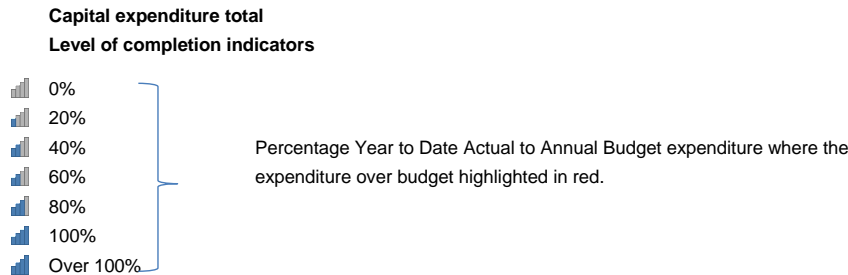 Capital expenditure total
Level of completion indicators
0%
20%
40%
60%
80%
100%
Over 100%
Percentage Year to Date Actual to Annual Budget expenditure where the
expenditure over budget highlighted in red.